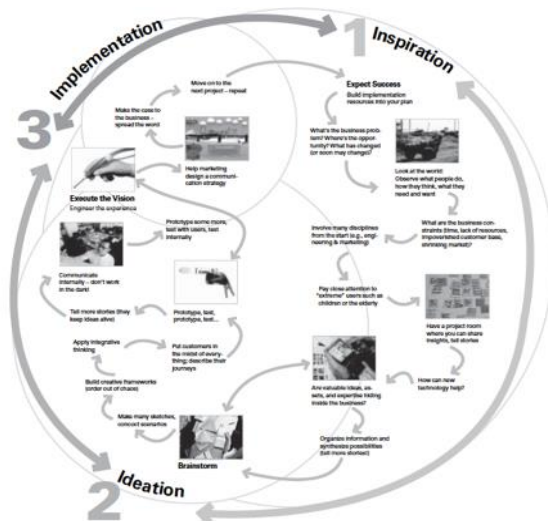 1
Inspiration
Expect Success
Build implementation
resources into your plan
What's the business prob-
lem? Where's the oppor-
tunity? What has changed
(or soon may change)?
Look at the world:
Observe what people do,
how they think, what they
need and want
What are the business con-
straints (time, lack of resources,
impoverished customer base,
shrinking market)?
Involve many disciplines
from the start (e.g., engi-
neering & marketing)
Pay close attention to
"extreme" users such as
children or the elderly
Have a project room
where you can share
insights, tell stories
How can new
technology help?
Are valuable ideas, as-
sets, and expertise hiding
inside the business?
Organize information and
synthesize possibilities
(tell more stories!)
2
Ideation
Brainstorm
Make many sketches,
concoct scenarios
Build creative frameworks
(order out of chaos)
Apply integrative
thinking
Put customers in
the midst of every-
thing; describe their
journeys
Prototype, test,
prototype, test...
Tell more stories (they
keep ideas alive)
Communicate
internally – don't work
in the dark!
Prototype some more,
test with users, test
internally
3
Implementation
Execute the Vision
Engineer the experience
Help marketing
design a communi-
cation strategy
Make the case to
the business –
spread the word
Move on to the
next project – repeat